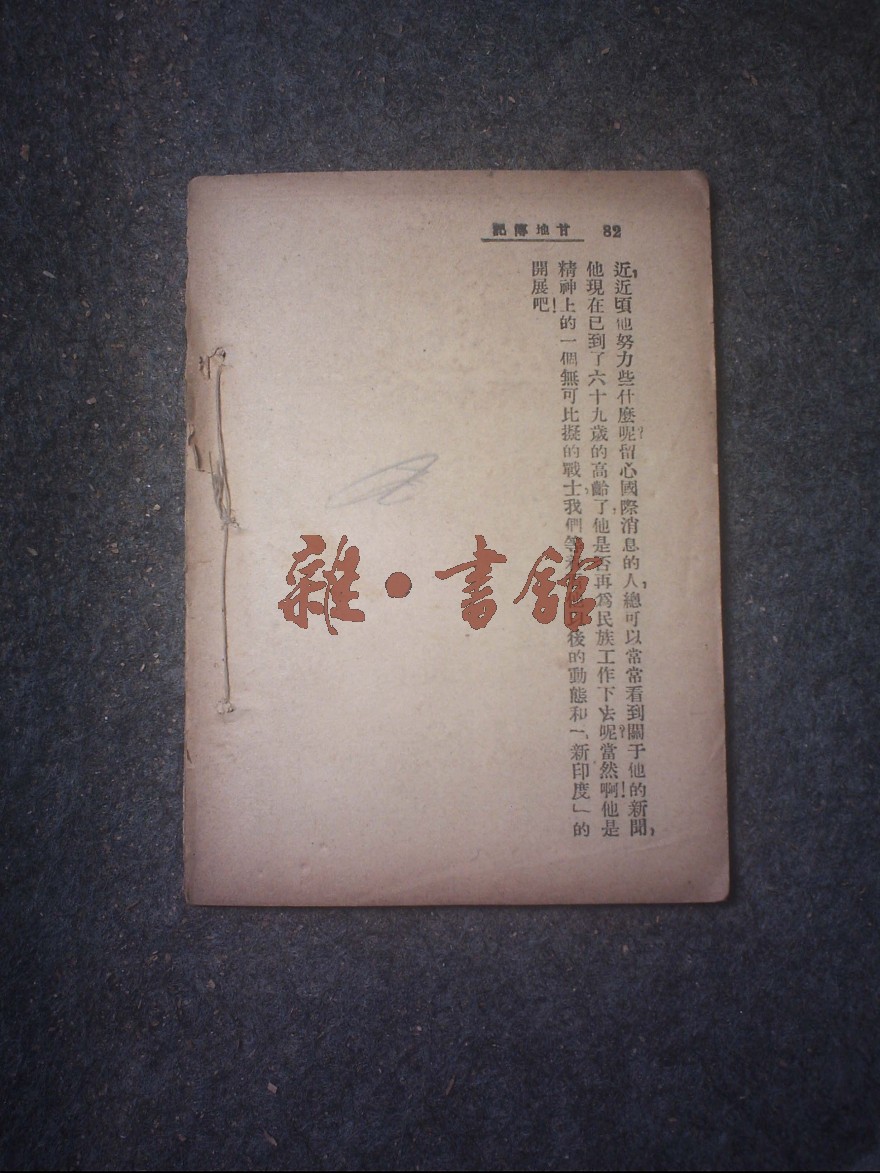 82
甘地傳記
近,近頃他努力些什麼呢?留心國際消息的人,總可以常常看到關于他的新聞,
他現在已到了六十九歲的高齡了,他是否再爲民族工作下去呢?當然啊!他是
精神上的一個無可比擬的戰士,我們等後的動態和「新印度」的
開展吧!
雜・書館